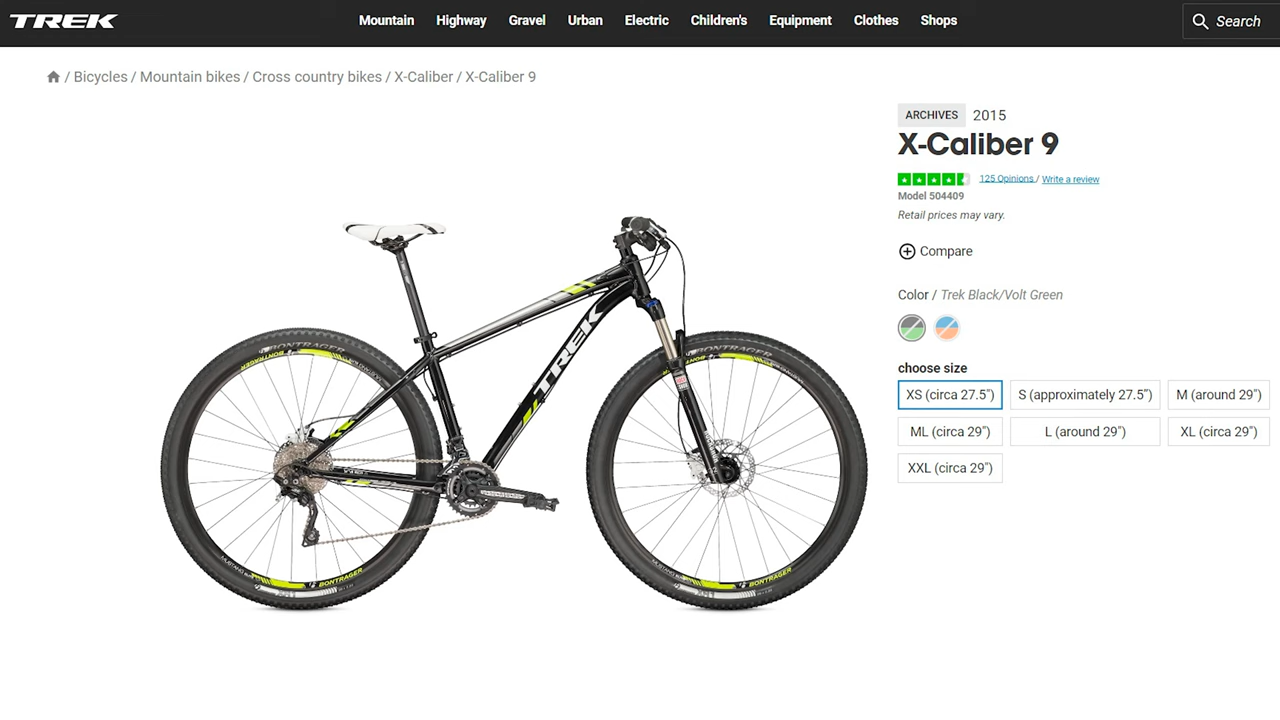 TREK
Mountain Highway Gravel Urban Electric Children's Equipment Clothes Shops
Search
/ Bicycles / Mountain bikes / Cross country bikes / X-Caliber / X-Caliber 9
ARCHIVES 2015
X-Caliber 9
125 Opinions / Write a review
Model 504409
Retail prices may vary.
Compare
Color / Trek Black/Volt Green
choose size
XS (circa 27.5") S (approximately 27.5") M (around 29")
ML (circa 29") L (around 29") XL (circa 29")
XXL (circa 29")
BONTRAGER
BONTRAGER
TREK
BONTRAGER
BONTRAGER